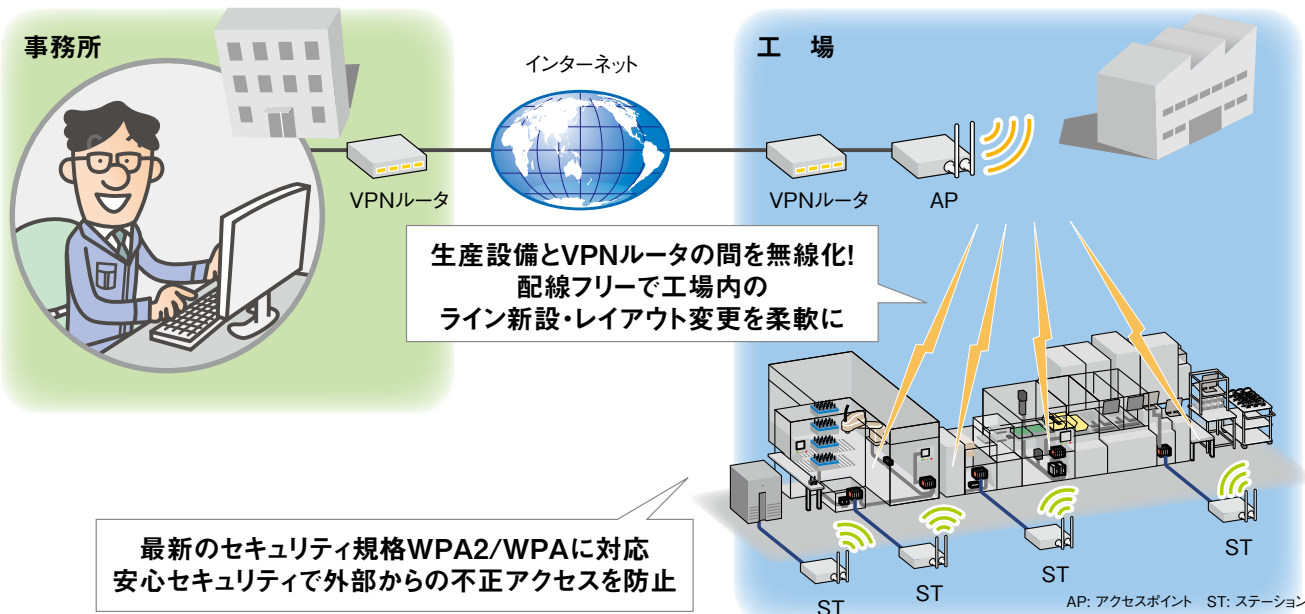 事務所
インターネット
工 場
VPNルータ
VPNルータ
AP
生産設備とVPNルータの間を無線化!
配線フリーで工場内の
ライン新設・レイアウト変更を柔軟に
最新のセキュリティ規格WPA2/WPAに対応
安心セキュリティで外部からの不正アクセスを防止
ST
ST
ST
ST
AP: アクセスポイント ST: ステーション